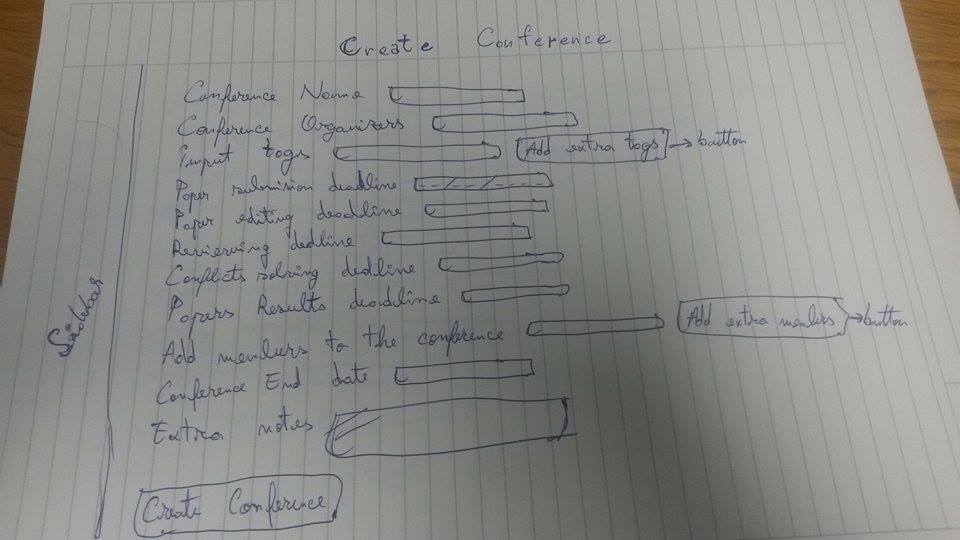 Create Conference
Conference Name
Conference Organizers
Input tags Add extra tags → button
Paper submision deadline
Paper editing deadline
Reviewing dedline
Conflicts solving dedline
Papers Results deadline
Add members to the conference Add extra members → button
Conference End date
Extra notes
Create Conference
Sidebar